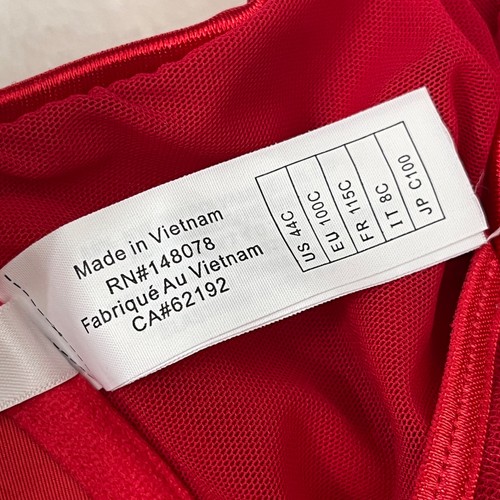 Made in Vietnam
RN#148078
Fabriqué Au Vietnam
CA#62192
US 44C
EU 100C
FR 115C
IT 8C
JP C100